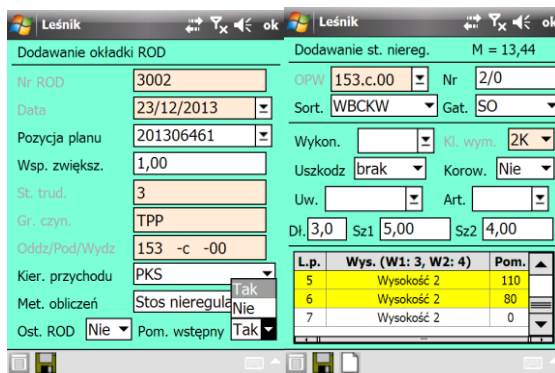 Leśnik ok
Dodawanie okładki ROD
Nr ROD 3002
Data 23/12/2013
Pozycja planu 201306461
Wsp. zwiększ. 1,00
St. trud. 3
Gr. czyn. TPP
Oddz/Pod/Wydz 153 -c -00
Kier. przychodu PKS
Tak
Met. obliczeń Stos nieregula Nie
Ost. ROD Nie Pom. wstępny Tak
Leśnik ok
Dodawanie st. niereg. M = 13,44
OPW 153.c.00 Nr 2/0
Sort. WBCKW Gat. SO
Wykon. Kl. wym. 2K
Uszkodz brak Korow. Nie
Uw. Art.
Dł. 3,0 Sz1 5,00 Sz2 4,00
L.p. Wys. (W1: 3, W2: 4) Pom.
5 Wysokość 2 110
6 Wysokość 2 80
7 Wysokość 2 0